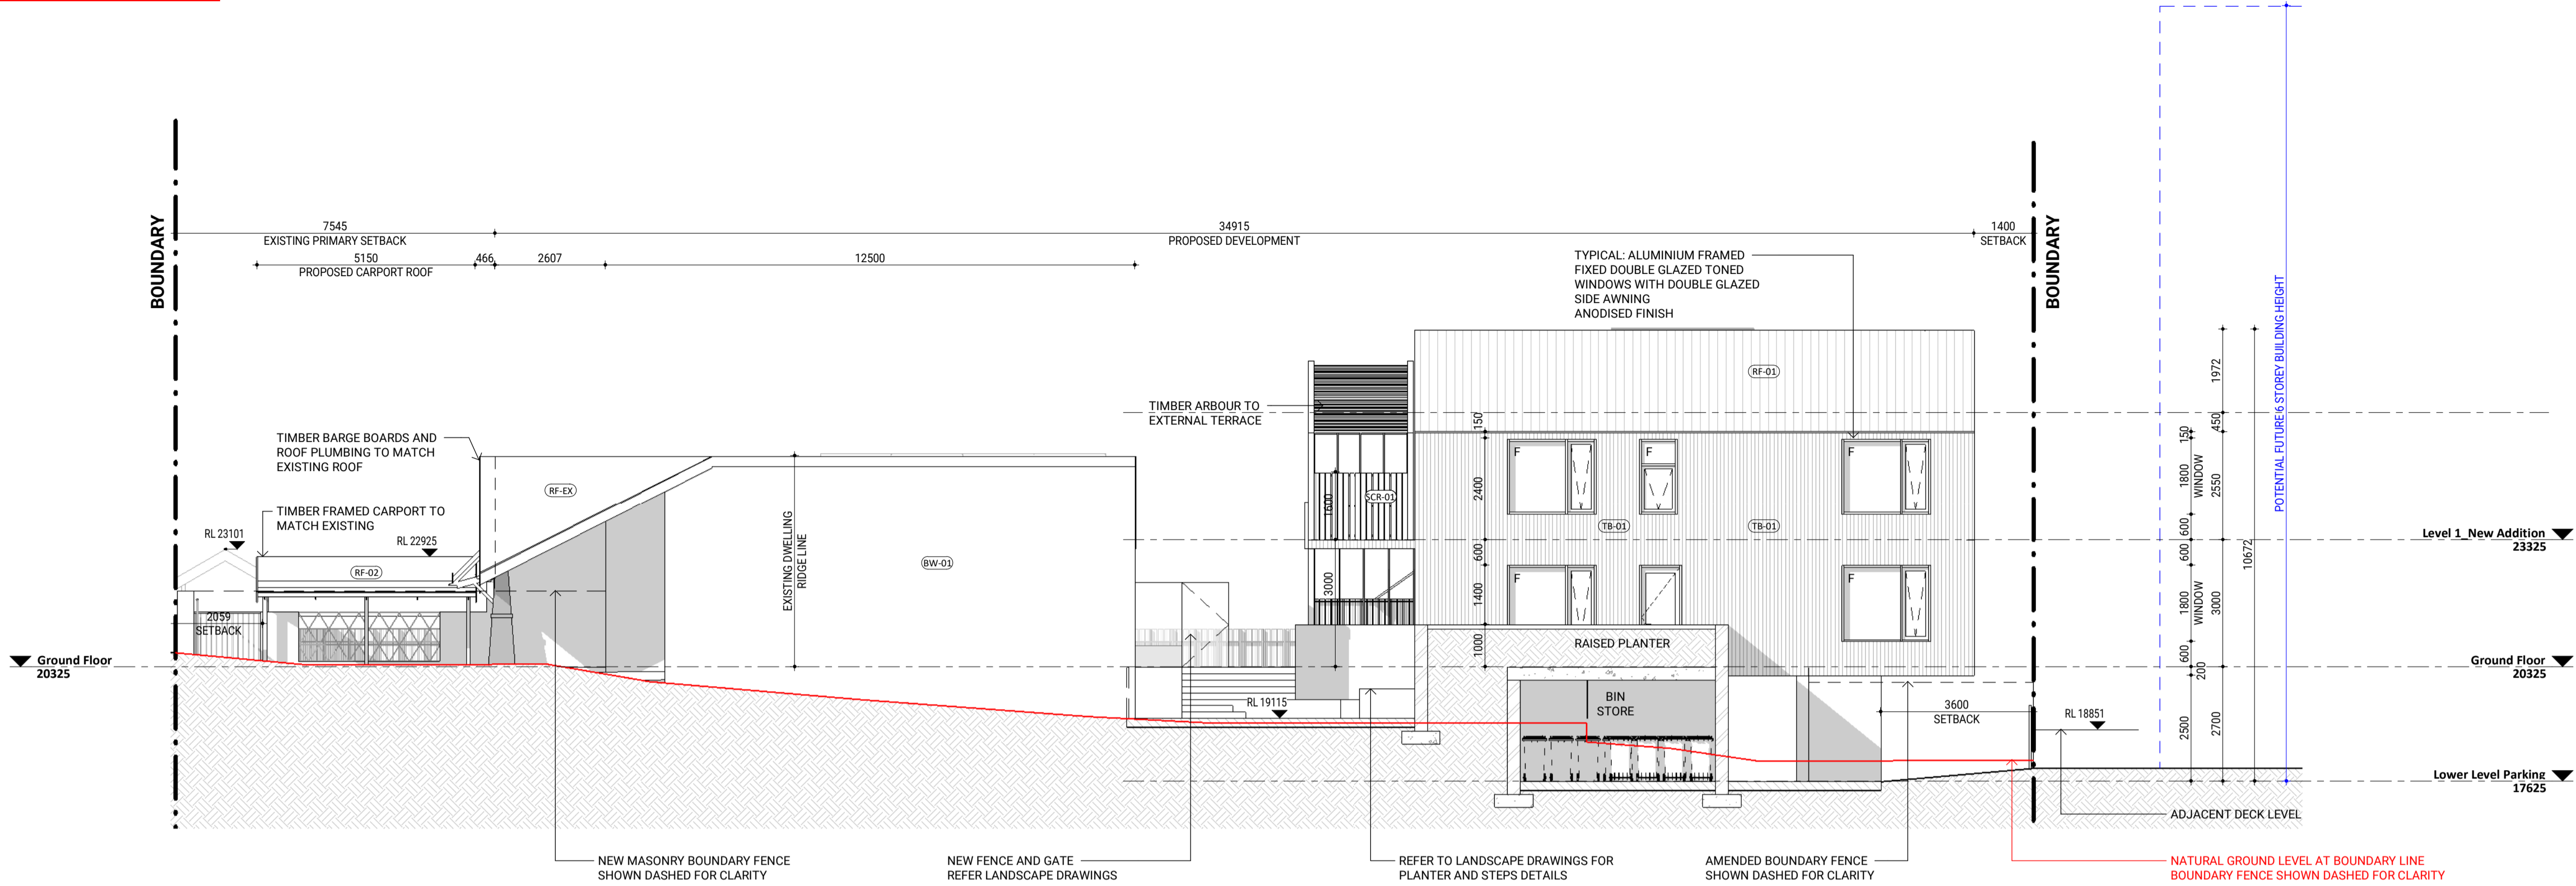 BOUNDARY
7545
EXISTING PRIMARY SETBACK
34915
PROPOSED DEVELOPMENT
1400
SETBACK
5150
PROPOSED CARPORT ROOF
466
2607
12500
TYPICAL: ALUMINIUM FRAMED
FIXED DOUBLE GLAZED TONED
WINDOWS WITH DOUBLE GLAZED
SIDE AWNING
ANODISED FINISH
BOUNDARY
POTENTIAL FUTURE 6 STOREY BUILDING HEIGHT
RF-01
1972
TIMBER ARBOUR TO
EXTERNAL TERRACE
TIMBER BARGE BOARDS AND
ROOF PLUMBING TO MATCH
EXISTING ROOF
RF-EX
TIMBER FRAMED CARPORT TO
MATCH EXISTING
RL 23101
RL 22925
RF-02
2059
SETBACK
EXISTING DWELLING
RIDGE LINE
BW-01
1600
SCR-01
3000
150
2400
600
1400
1000
F
F
F
TB-01
TB-01
F
F
150
1800
WINDOW
600
600
1800
WINDOW
600
200
2500
450
2550
3000
2700
10672
Level 1_New Addition
23325
Ground Floor
20325
Ground Floor
20325
RAISED PLANTER
BIN
STORE
RL 19115
3600
SETBACK
RL 18851
Lower Level Parking
17625
ADJACENT DECK LEVEL
NEW MASONRY BOUNDARY FENCE
SHOWN DASHED FOR CLARITY
NEW FENCE AND GATE
REFER LANDSCAPE DRAWINGS
REFER TO LANDSCAPE DRAWINGS FOR
PLANTER AND STEPS DETAILS
AMENDED BOUNDARY FENCE
SHOWN DASHED FOR CLARITY
NATURAL GROUND LEVEL AT BOUNDARY LINE
BOUNDARY FENCE SHOWN DASHED FOR CLARITY